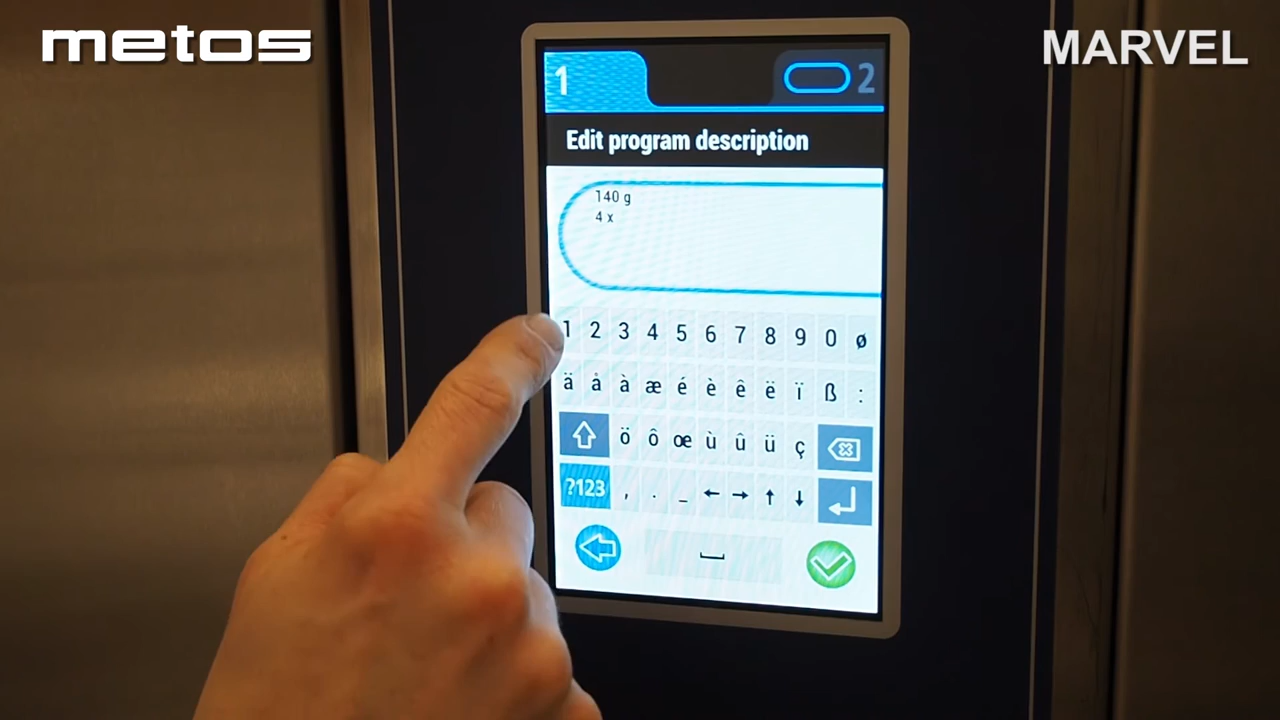 metos
MARVEL
1
2
Edit program description
140 g
4 x
1 2 3 4 5 6 7 8 9 0 ø
ä å à æ é è ê ë ï ß :
ö ô œ ù û ü ç
?123 , . _ ← → ↑ ↓